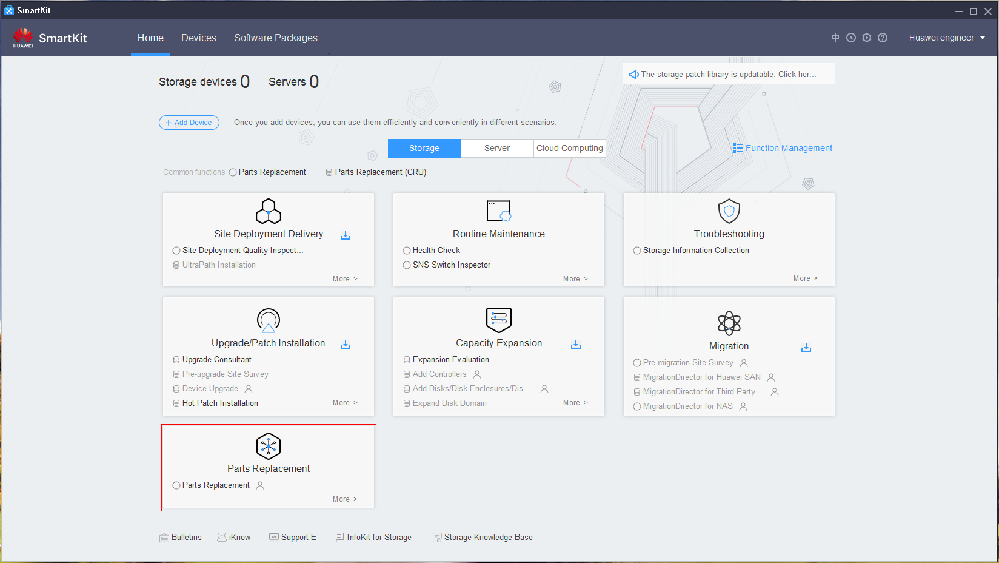 SmartKit
HUAWEI SmartKit Home Devices Software Packages 中 Huawei engineer
Storage devices 0 Servers 0
The storage patch library is updatable. Click her...
+ Add Device Once you add devices, you can use them efficiently and conveniently in different scenarios.
Storage Server Cloud Computing Function Management
Common functions Parts Replacement Parts Replacement (CRU)
Site Deployment Delivery
Site Deployment Quality Inspect...
UltraPath Installation
More >
Routine Maintenance
Health Check
SNS Switch Inspector
More >
Troubleshooting
Storage Information Collection
More >
Upgrade/Patch Installation
Upgrade Consultant
Pre-upgrade Site Survey
Device Upgrade
Hot Patch Installation
More >
Capacity Expansion
Expansion Evaluation
Add Controllers
Add Disks/Disk Enclosures/Dis...
Expand Disk Domain
More >
Migration
Pre-migration Site Survey
MigrationDirector for Huawei SAN
MigrationDirector for Third Party...
MigrationDirector for NAS
Parts Replacement
Parts Replacement
More >
Bulletins iKnow Support-E InfoKit for Storage Storage Knowledge Base